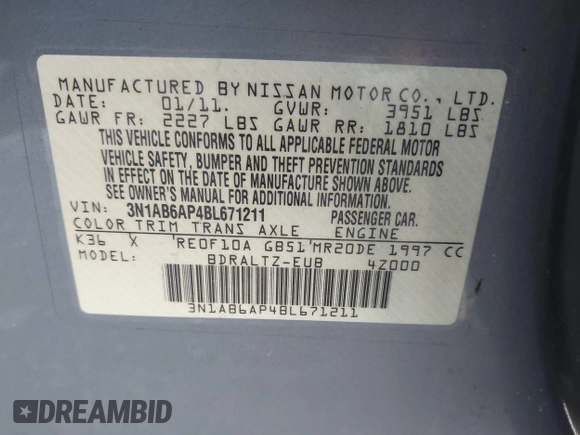 MANUFACTURED BY NISSAN MOTOR CO., LTD.
DATE: 01/11. GVWR: 3951 LBS
GAWR FR: 2227 LBS GAWR RR: 1810 LBS
THIS VEHICLE CONFORMS TO ALL APPLICABLE FEDERAL MOTOR
VEHICLE SAFETY, BUMPER AND THEFT PREVENTION STANDARDS
IN EFFECT ON THE DATE OF MANUFACTURE SHOWN ABOVE.
SEE OWNER'S MANUAL FOR ADDITIONAL INFORMATION.
VIN: 3N1AB6AP4BL671211 PASSENGER CAR.
COLOR TRIM TRANS AXLE ENGINE
K36 X RE0F10A GB51 MR20DE 1997 CC
MODEL: BDRALTZ-EUB 4Z000
3N1AB6AP4BL671211
DREAMBID